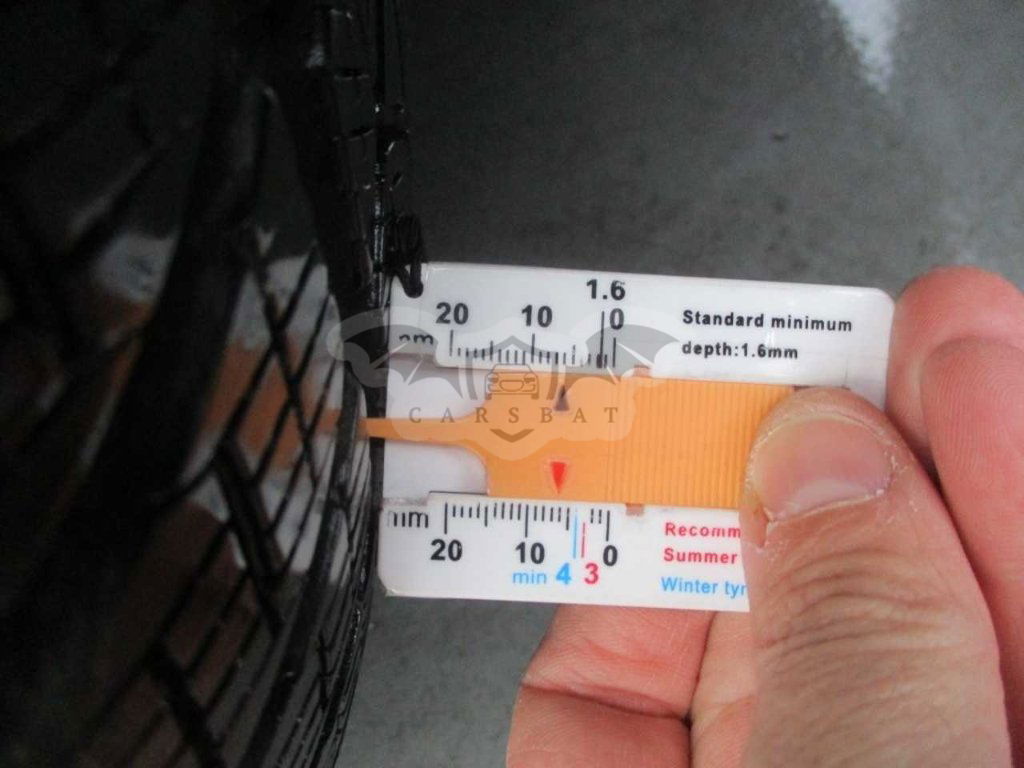 1.6
20 10 0
mm
Standard minimum
depth:1.6mm
CARSBAT
mm
20 10 0
min 4 3
Recomm
Summer
Winter tyr